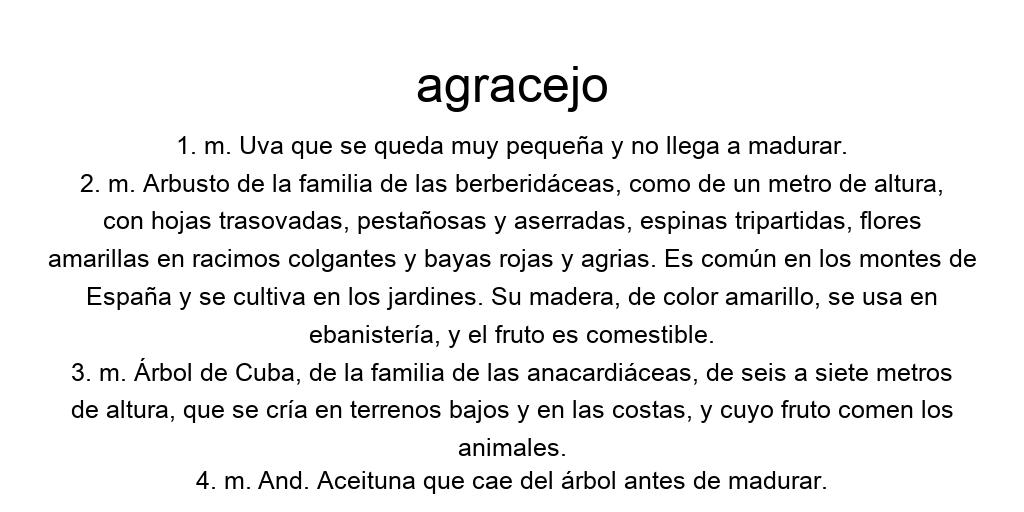 agracejo
1. m. Uva que se queda muy pequeña y no llega a madurar.
2. m. Arbusto de la familia de las berberidáceas, como de un metro de altura,
con hojas trasovadas, pestañosas y aserradas, espinas tripartidas, flores
amarillas en racimos colgantes y bayas rojas y agrias. Es común en los montes de
España y se cultiva en los jardines. Su madera, de color amarillo, se usa en
ebanistería, y el fruto es comestible.
3. m. Árbol de Cuba, de la familia de las anacardiáceas, de seis a siete metros
de altura, que se cría en terrenos bajos y en las costas, y cuyo fruto comen los
animales.
4. m. And. Aceituna que cae del árbol antes de madurar.